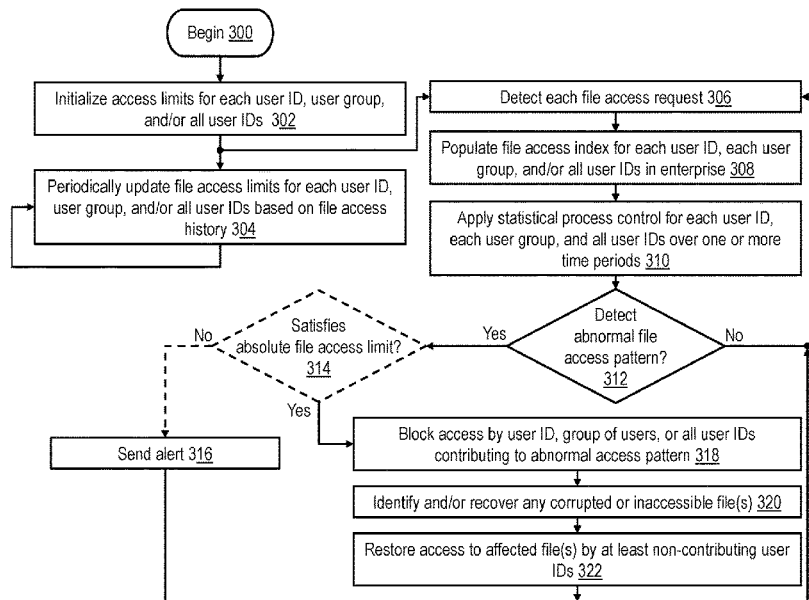 Begin 300
Initialize access limits for each user ID, user group,
and/or all user IDs 302
Periodically update file access limits for each user ID,
user group, and/or all user IDs based on file access
history 304
Detect each file access request 306
Populate file access index for each user ID, each user
group, and/or all user IDs in enterprise 308
Apply statistical process control for each user ID,
each user group, and all user IDs over one or more
time periods 310
Detect
abnormal file
access pattern?
312
Yes
No
Satisfies
absolute file access limit?
314
No
Yes
Send alert 316
Block access by user ID, group of users, or all user IDs
contributing to abnormal access pattern 318
Identify and/or recover any corrupted or inaccessible file(s) 320
Restore access to affected file(s) by at least non-contributing user
IDs 322